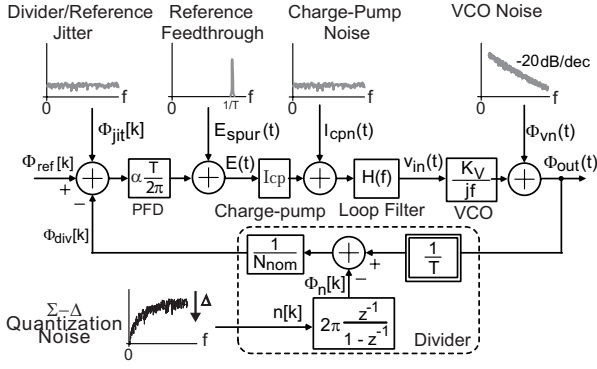 Divider/Reference Jitter
Reference Feedthrough
Charge-Pump Noise
VCO Noise
-20dB/dec
0 f
0 1/T f
0 f
0 f
Φjit[k]
Espur(t)
Icpn(t)
Φvn(t)
Φref[k]
+
−
α T/2π
PFD
E(t)
Icp
Charge-pump
H(f)
Loop Filter
vin(t)
KV/jf
VCO
Φout(t)
Φdiv[k]
1/Nnom
+
−
1/T
Φn[k]
Σ−Δ
Quantization
Noise
Δ
0 f
n[k]
2π z-1/1 - z-1
Divider